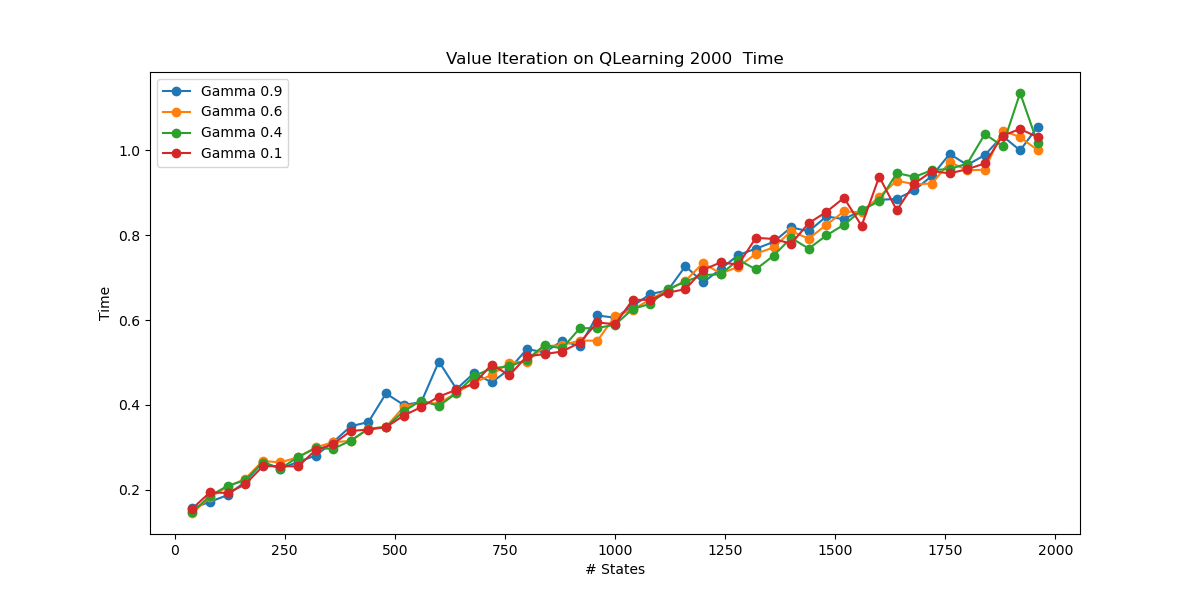 Value Iteration on QLearning 2000  Time
Gamma 0.9
Gamma 0.6
Gamma 0.4
Gamma 0.1
Time
1.0
0.8
0.6
0.4
0.2
0 250 500 750 1000 1250 1500 1750 2000
# States